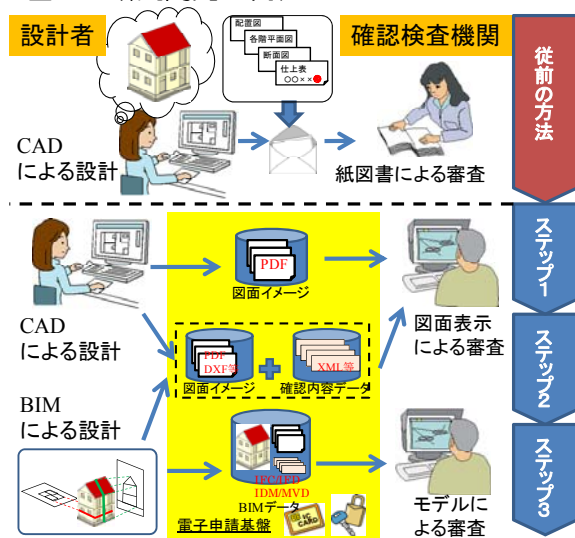 設計者
確認検査機関
配置図
各階平面図
断面図
仕上表
○○××
CAD
による設計
紙図書による審査
従前の方法
PDF
図面イメージ
ステップ1
CAD
による設計
図面表示
による審査
PDF
DXF等
図面イメージ
XML等
確認内容データ
ステップ2
BIM
による設計
IFC/IFD
IDM/MVD
BIMデータ
電子申請基盤
IC
CARD
モデルに
よる審査
ステップ3